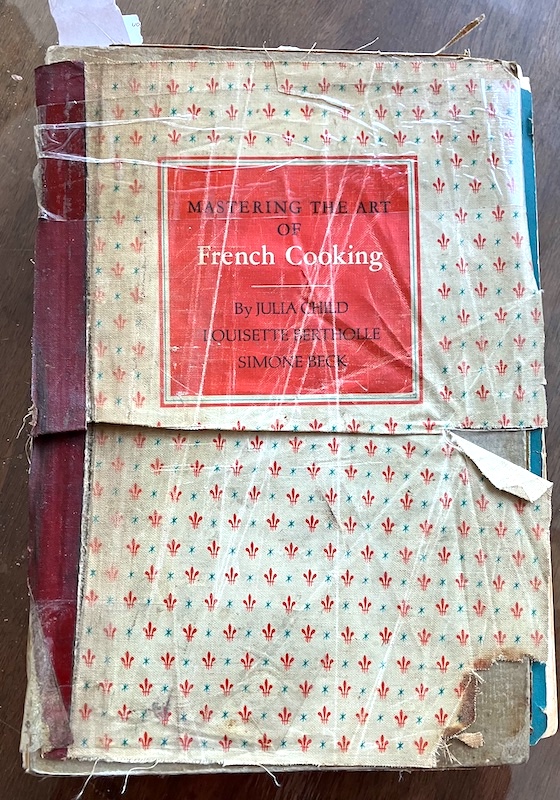 MASTERING THE ART
OF
French Cooking
By JULIA CHILD
LOUISETTE BERTHOLLE
SIMONE BECK